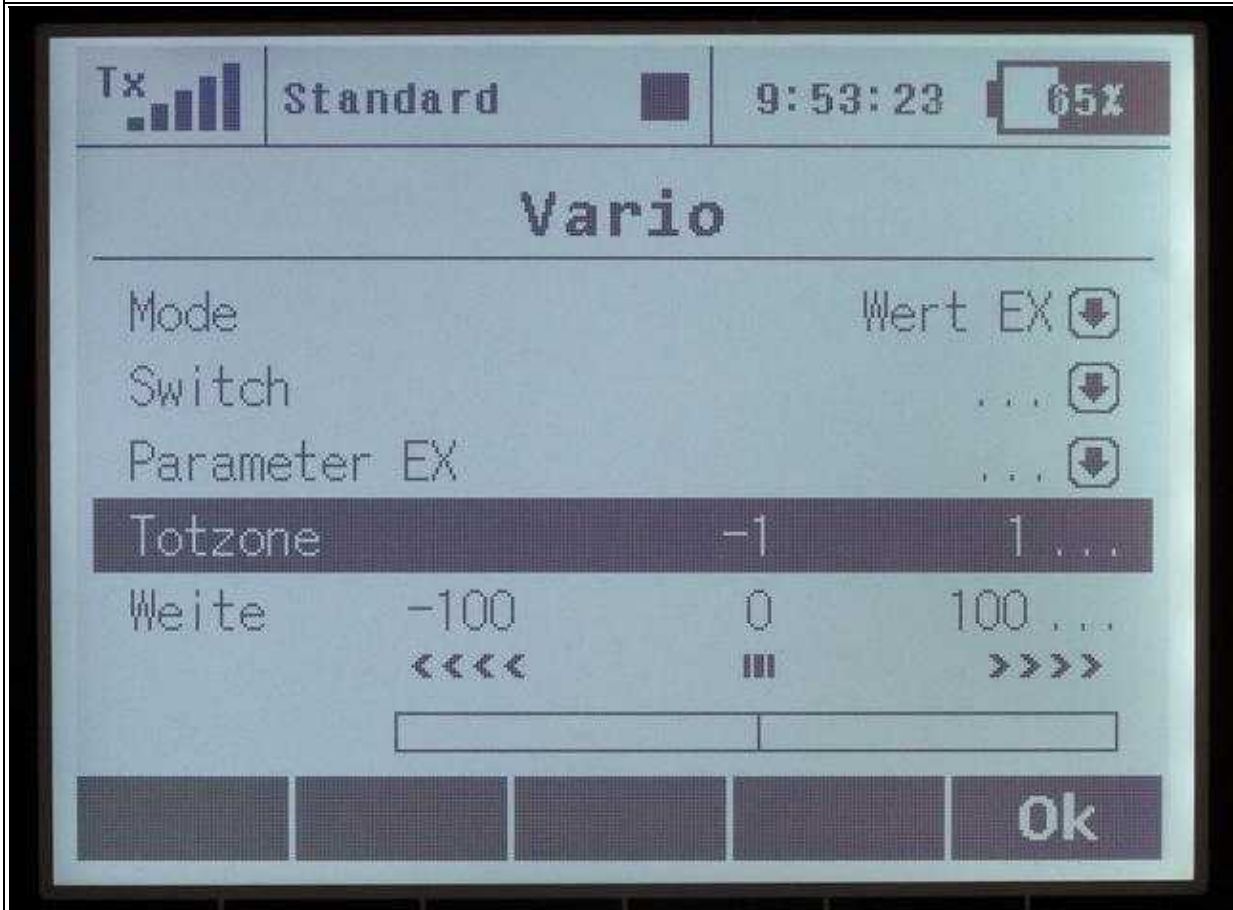 Tx Standard 9:53:23 65%
Vario
Mode Wert EX
Switch ...
Parameter EX ...
Totzone -1 1 ...
Weite -100 0 100 ...
<<<< >>>>
Ok